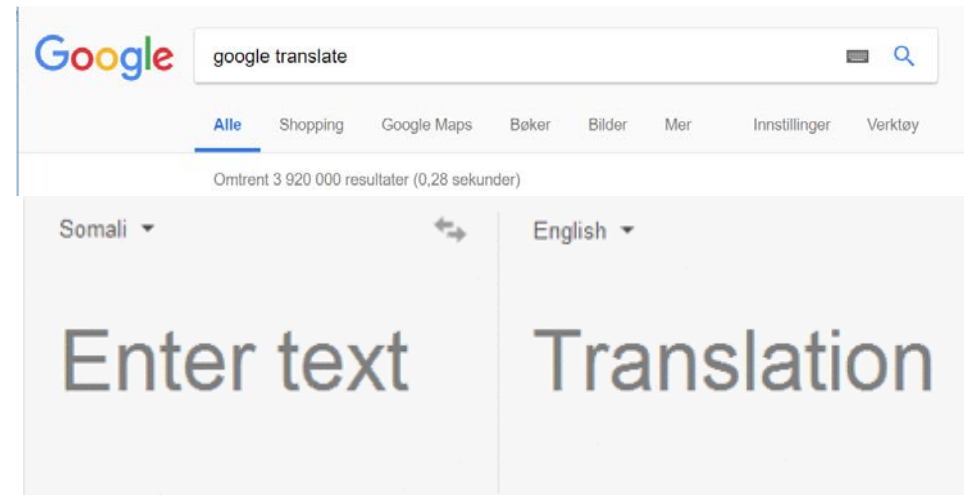 Google google translate
Alle Shopping Google Maps Bøker Bilder Mer Innstillinger Verktøy
Omtrent 3 920 000 resultater (0,28 sekunder)
Somali English
Enter text Translation